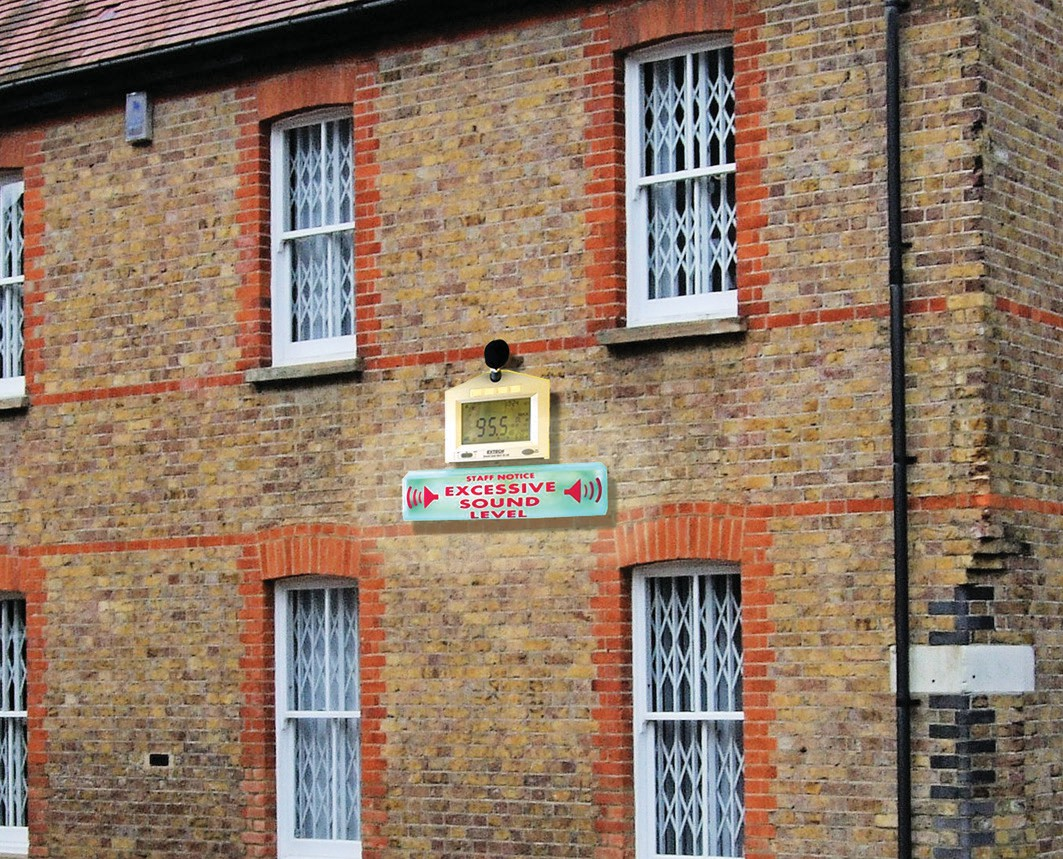 95.5
EXTECH
STAFF NOTICE
EXCESSIVE
SOUND
LEVEL